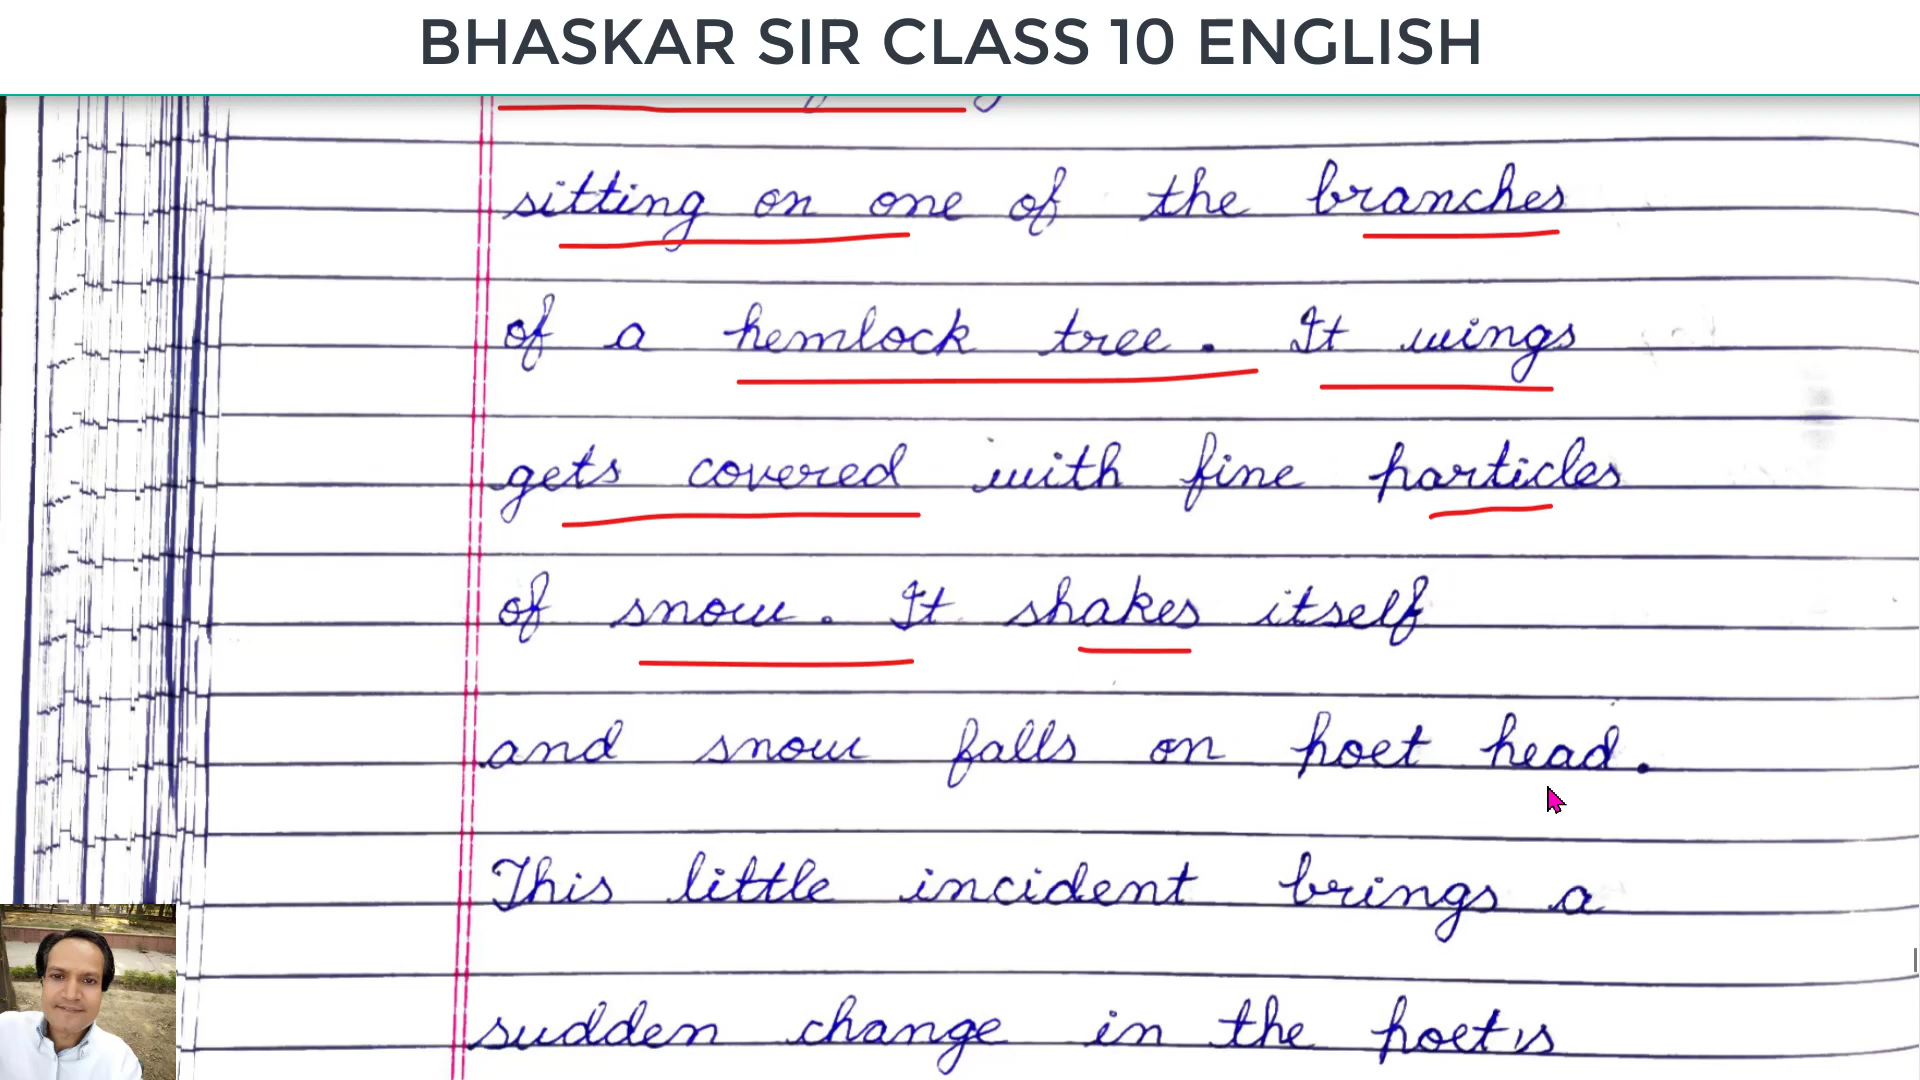 BHASKAR SIR CLASS 10 ENGLISH
sitting on one of the branches
of a hemlock tree. It wings
gets covered with fine particles
of snow. It shakes itself
and snow falls on poet head.
This little incident brings a
sudden change in the poet's